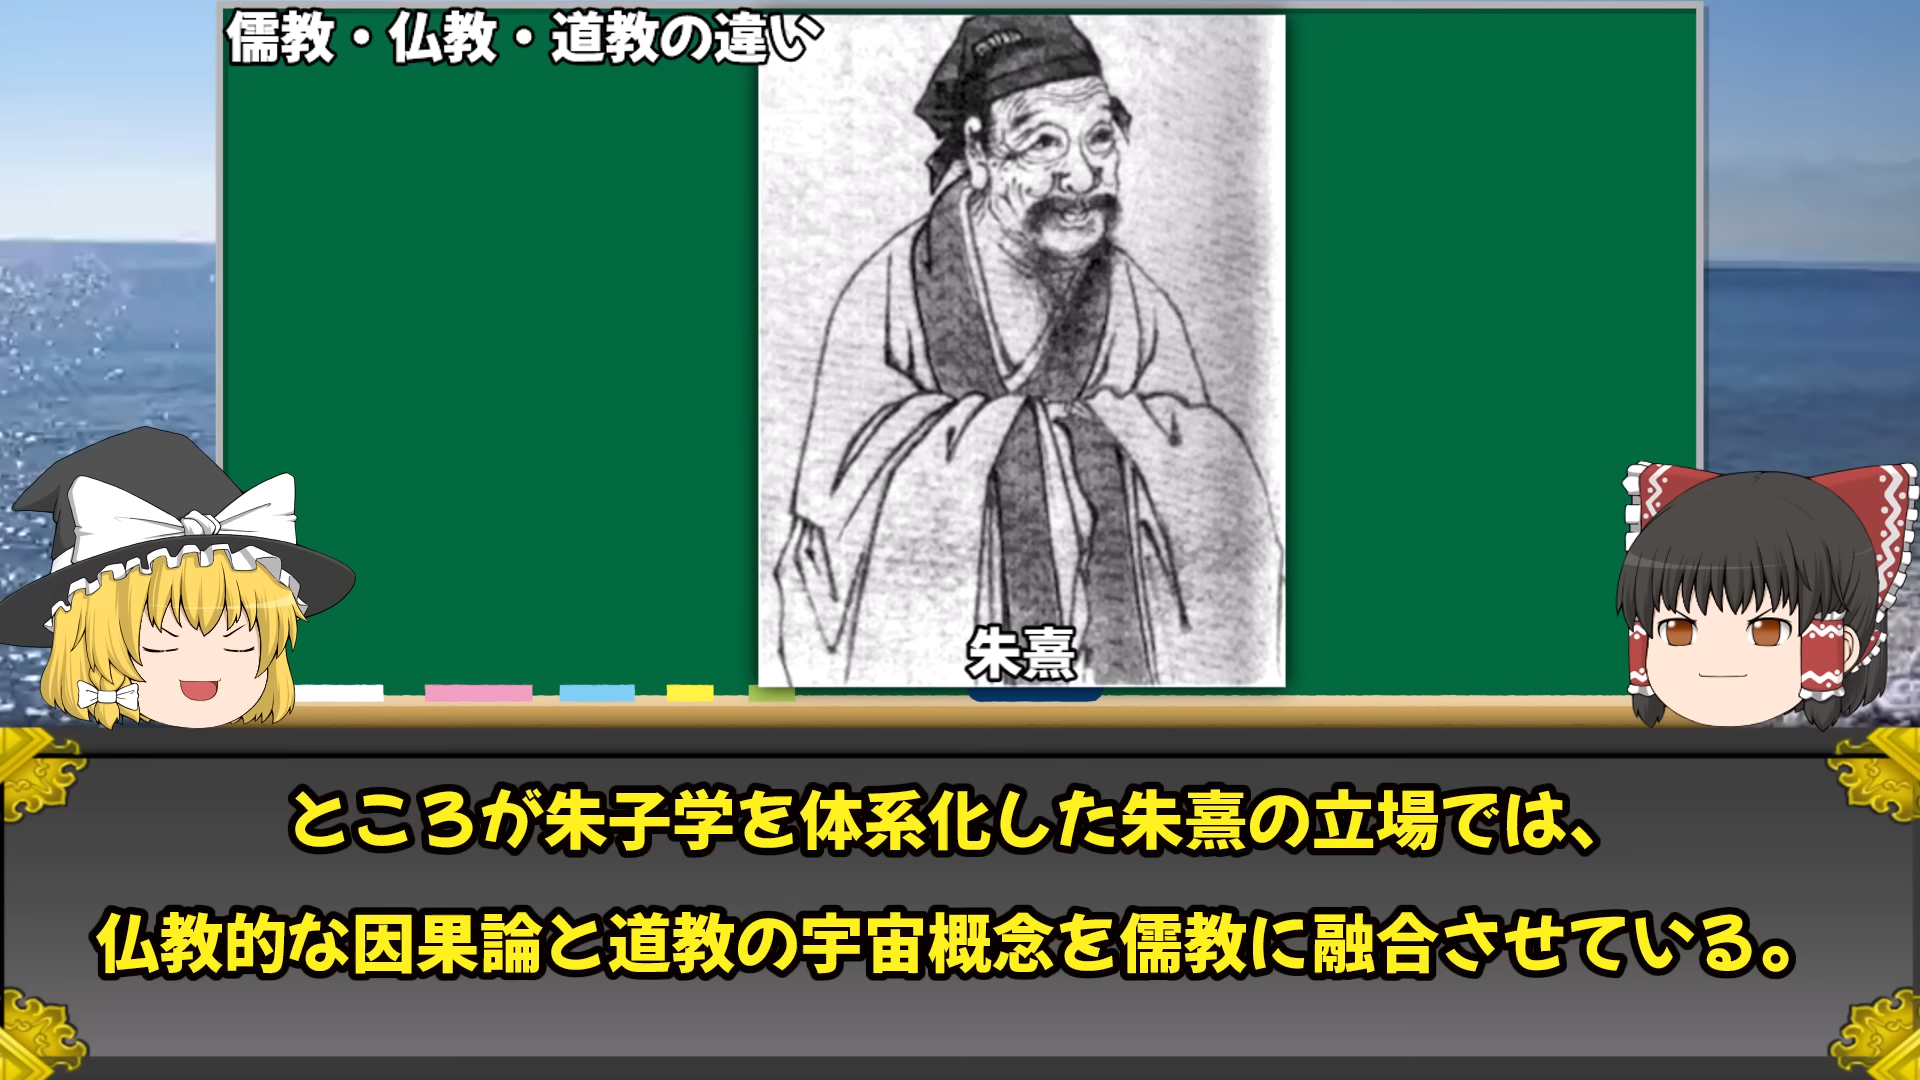 儒教・仏教・道教の違い
朱熹
ところが朱子学を体系化した朱熹の立場では、
仏教的な因果論と道教の宇宙概念を儒教に融合させている。